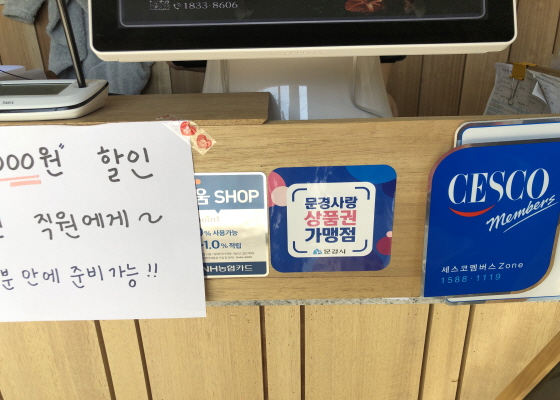 1833-8606
000원" 할인
직원에게~
분 안에 준비가능!!
움 SHOP
% 사용가능
1.0% 적립
NH농협카드
문경사랑
상품권
가맹점
문경시
CESCO
Members
세스코멤버스Zone
1588-1119